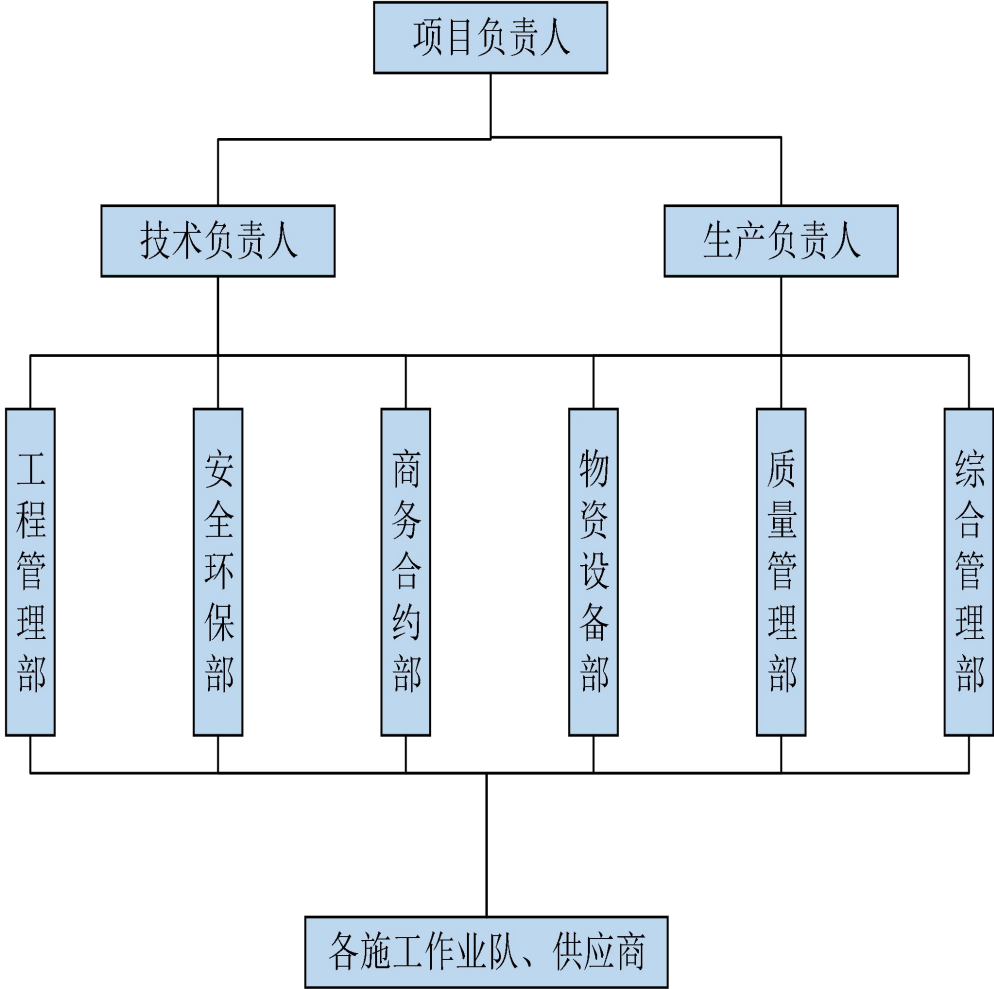 项目负责人
技术负责人
生产负责人
工程管理部
安全环保部
商务合约部
物资设备部
质量管理部
综合管理部
各施工作业队、供应商